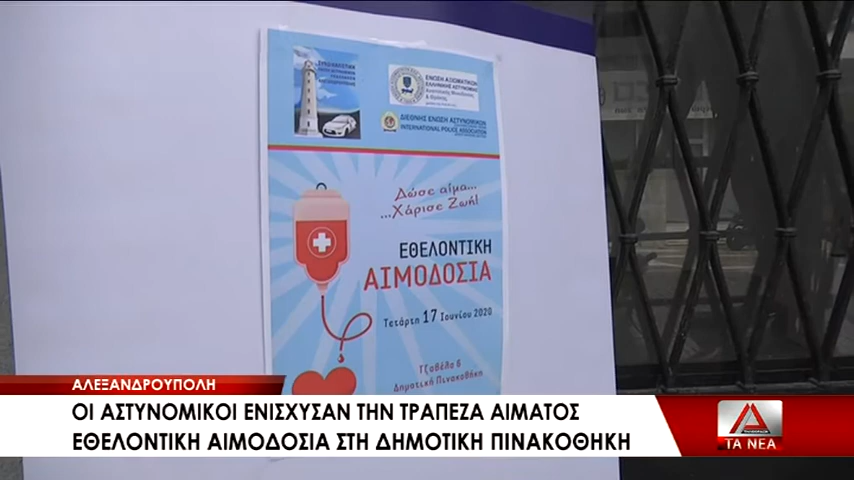 ΕΝΩΣΗ ΑΞΙΩΜΑΤΙΚΩΝ
ΕΛΛΗΝΙΚΗΣ ΑΣΤΥΝΟΜΙΑΣ
& Θράκης
ΔΙΕΘΝΗΣ ΕΝΩΣΗ ΑΣΤΥΝΟΜΙΚΩΝ
INTERNATIONAL POLICE ASSOCIATION
Δώσε αίμα...
...Χάρισε Ζωή!
ΕΘΕΛΟΝΤΙΚΗ
ΑΙΜΟΔΟΣΙΑ
Τετάρτη 17 Ιουνίου 2020
Τζαβέλα 6
Δημοτική Πινακοθήκη
ΑΛΕΞΑΝΔΡΟΥΠΟΛΗ
ΟΙ ΑΣΤΥΝΟΜΙΚΟΙ ΕΝΙΣΧΥΣΑΝ ΤΗΝ ΤΡΑΠΕΖΑ ΑΙΜΑΤΟΣ
ΕΘΕΛΟΝΤΙΚΗ ΑΙΜΟΔΟΣΙΑ ΣΤΗ ΔΗΜΟΤΙΚΗ ΠΙΝΑΚΟΘΗΚΗ
ΤΑ ΝΕΑ